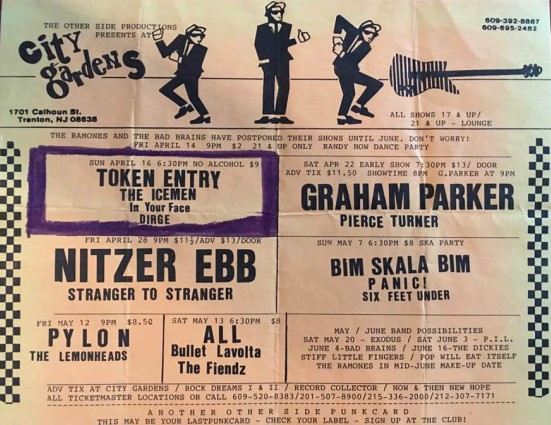 THE OTHER SIDE PRODUCTIONS
PRESENTS AT
City Gardens
609-392-8887
609-695-2482
1701 Calhoun St.
Trenton, NJ 08638
ALL SHOWS 17 & UP/
21 & UP - LOUNGE
THE RAMONES AND THE BAD BRAINS HAVE POSTPONED THEIR SHOWS UNTIL JUNE, DON'T WORRY!
FRI APRIL 14 9PM $2 21 & UP ONLY RANDY NOW DANCE PARTY
SUN APRIL 16 6:30PM NO ALCOHOL $9
TOKEN ENTRY
THE ICEMEN
In Your Face
DIRGE
SAT APR 22 EARLY SHOW 7:30PM $13/ DOOR
ADV TIX $11.50 SHOWTIME 8PM G.PARKER AT 9PM
GRAHAM PARKER
PIERCE TURNER
FRI APRIL 28 9PM $11½/ADV $13/DOOR
NITZER EBB
STRANGER TO STRANGER
SUN MAY 7 6:30PM $8 SKA PARTY
BiM SKALA BiM
PANIC!
SIX FEET UNDER
FRI MAY 12 9PM $8.50
PYLON
THE LEMONHEADS
SAT MAY 13 6:30PM $8
ALL
Bullet Lavolta
The Fiendz
MAY / JUNE BAND POSSIBILITIES
SAT MAY 20 - EXODUS / SAT JUNE 3 - P.I.L.
JUNE 4-BAD BRAINS / JUNE 16-THE DICKIES
STIFF LITTLE FINGERS / POP WILL EAT ITSELF
THE RAMONES IN MID-JUNE MAKE-UP DATE
ADV TIX AT CITY GARDENS / ROCK DREAMS I & II / RECORD COLLECTOR / NOW & THEN NEW HOPE
ALL TICKETMASTER LOCATIONS OR CALL 609-520-8383/201-507-8900/215-336-2000/212-307-7171
ANOTHER OTHER SIDE PUNKCARD
THIS MAY BE YOUR LASTPUNKCARD - CHECK YOUR LABEL - SIGN UP AT THE CLUB!